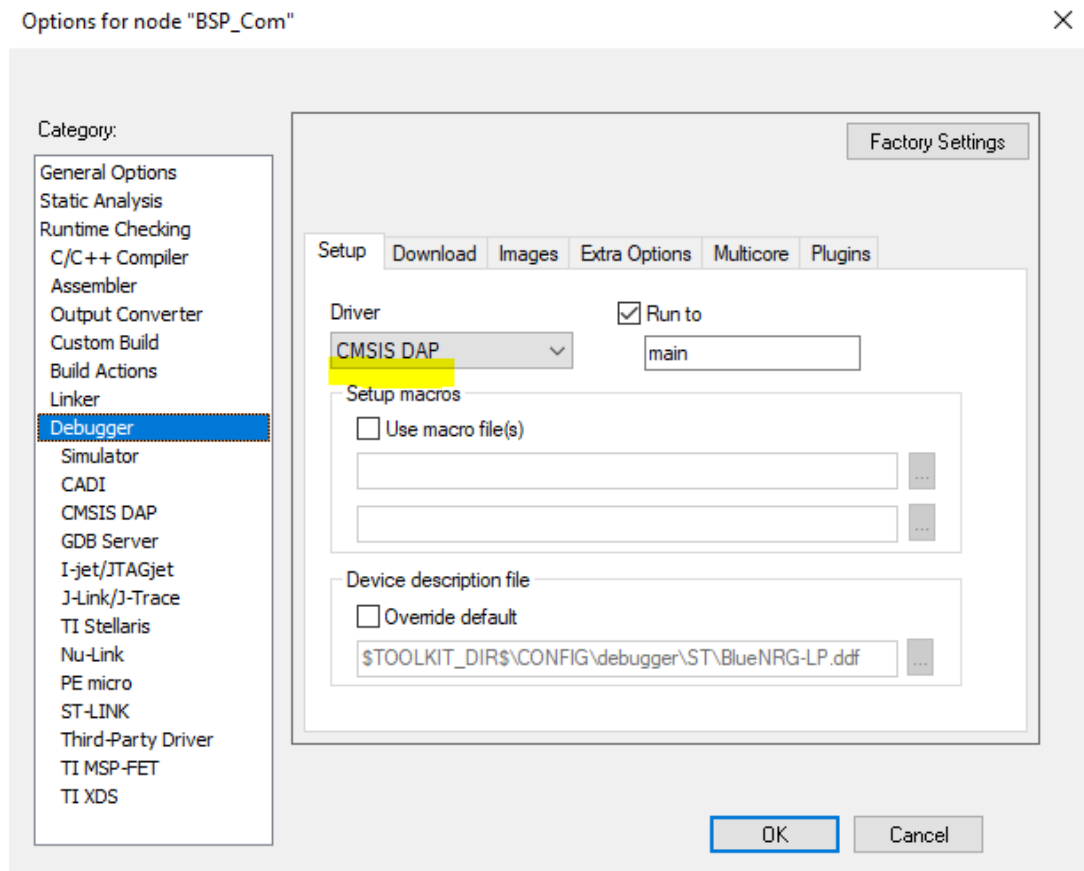 Options for node "BSP_Com"
Category:
Factory Settings
General Options
Static Analysis
Runtime Checking
C/C++ Compiler
Assembler
Output Converter
Custom Build
Build Actions
Linker
Debugger
Simulator
CADI
CMSIS DAP
GDB Server
I-jet/JTAGjet
J-Link/J-Trace
TI Stellaris
Nu-Link
PE micro
ST-LINK
Third-Party Driver
TI MSP-FET
TI XDS
Setup Download Images Extra Options Multicore Plugins
Driver
Run to
CMSIS DAP
main
Setup macros
Use macro file(s)
...
...
Device description file
Override default
$TOOLKIT_DIR$\CONFIG\debugger\ST\BlueNRG-LP.ddf
...
OK
Cancel